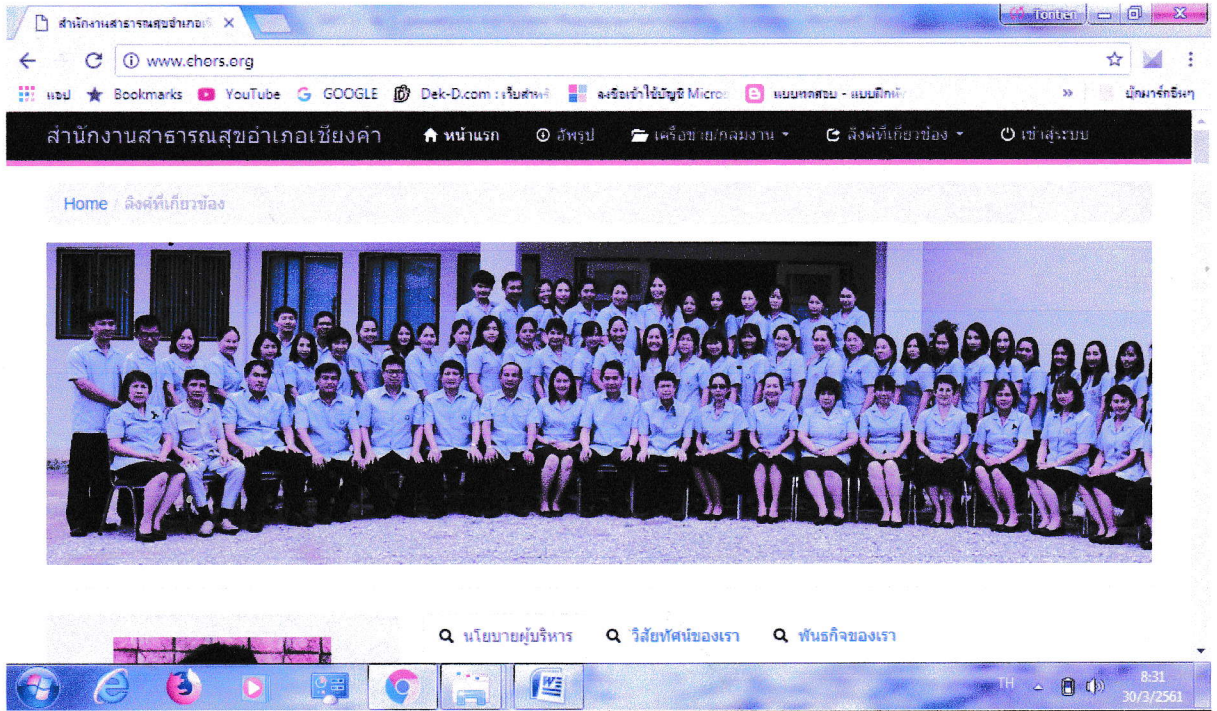 สำนักงานสาธารณสุขอำเภอเ
Tonten
www.chors.org
แอป Bookmarks YouTube GOOGLE Dek-D.com : เว็บสำหรั ลงชื่อเข้าใช้บัญชี Micros แบบทดสอบ - แบบฝึกหั » บุ๊กมาร์กอื่นๆ
สำนักงานสาธารณสุขอำเภอเชียงคำ หน้าแรก อัพรูป เครือข่าย/กลุ่มงาน ลิงค์ที่เกี่ยวข้อง เข้าสู่ระบบ
Home / ลิงค์ที่เกี่ยวข้อง
นโยบายผู้บริหาร วิสัยทัศน์ของเรา พันธกิจของเรา
TH 8:31
30/3/2561